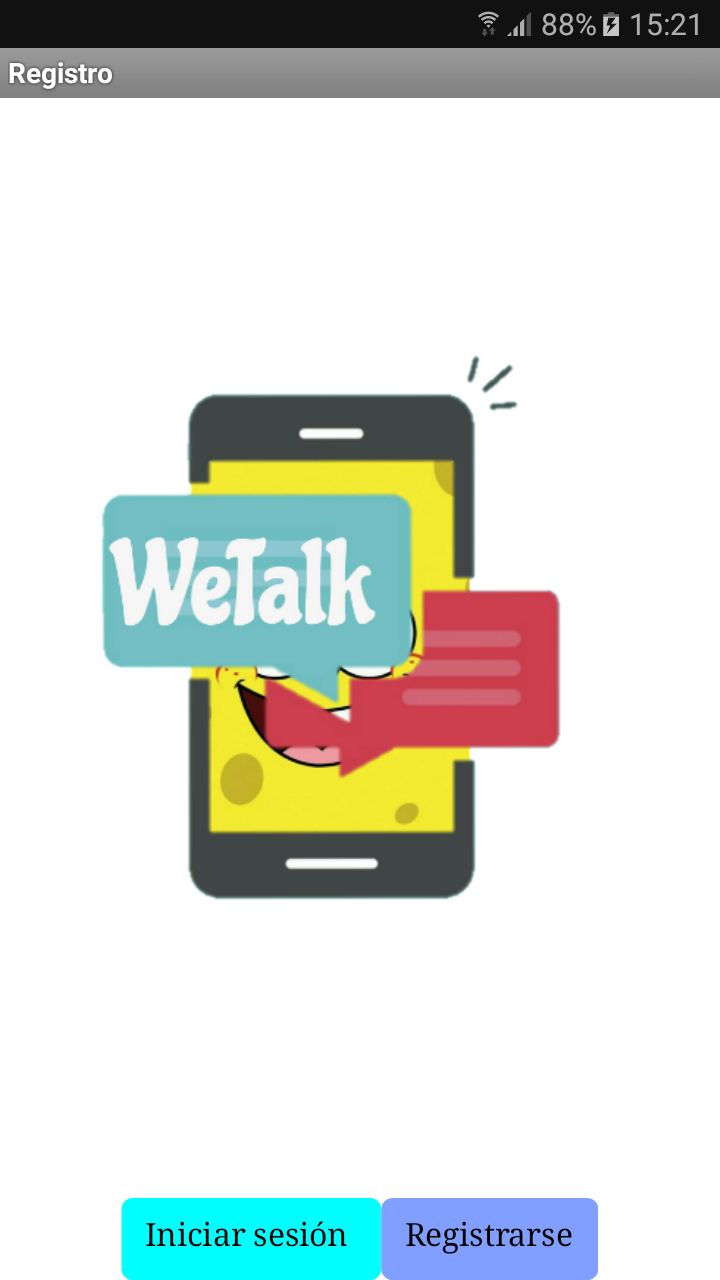 88% 15:21
Registro
WeTalk
Iniciar sesión
Registrarse